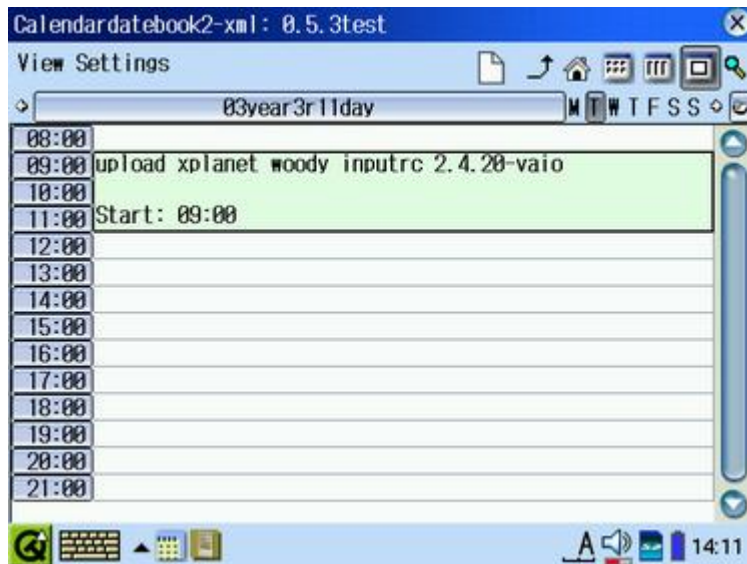 Calendardatebook2-xml: 0.5.3test
View Settings
03year3r11day M T W T F S S
08:00
09:00 upload xplanet woody inputrc 2.4.20-vaio
10:00
11:00 Start: 09:00
12:00
13:00
14:00
15:00
16:00
17:00
18:00
19:00
20:00
21:00
A 14:11